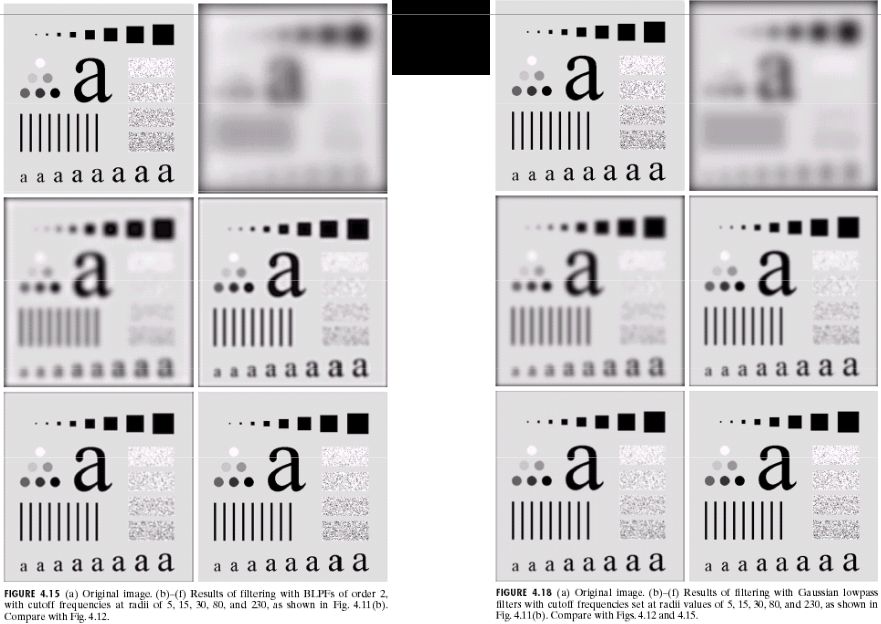 a
a a a a a a a a
a
a
a a a a a a a a
a
a a a a a a a a
a
a a a a a a a a
a
a a a a a a a a
FIGURE 4.15 (a) Original image. (b)–(f) Results of filtering with BLPFs of order 2,
with cutoff frequencies at radii of 5, 15, 30, 80, and 230, as shown in Fig. 4.11(b).
Compare with Fig. 4.12.
a
a a a a a a a a
a
a
a a a a a a a a
a
a a a a a a a a
a
a a a a a a a a
a
a a a a a a a a
FIGURE 4.18 (a) Original image. (b)–(f) Results of filtering with Gaussian lowpass
filters with cutoff frequencies set at radii values of 5, 15, 30, 80, and 230, as shown in
Fig. 4.11(b). Compare with Figs. 4.12 and 4.15.